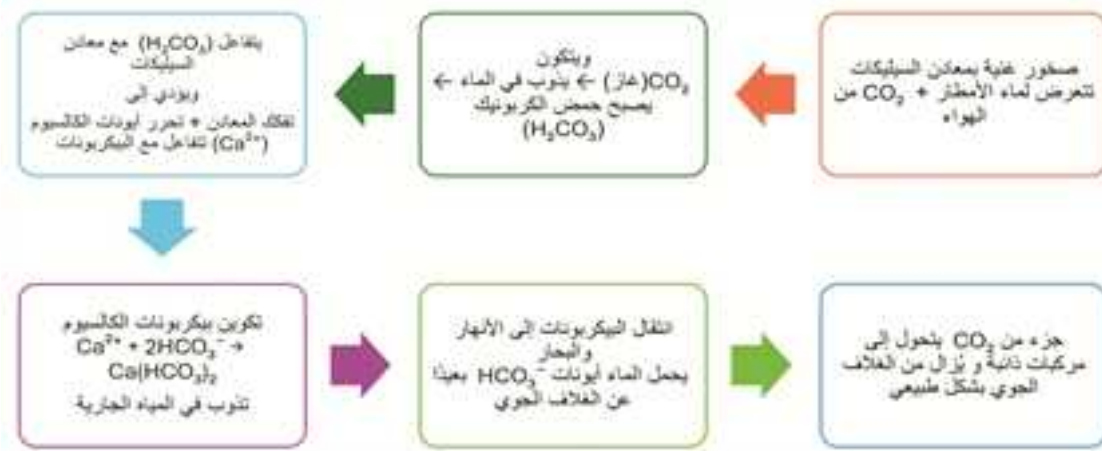 صخور غنية بمعادن السيليكات
تتعرض لماء الأمطار + CO₂ من
الهواء
ويتكون
CO₂(غاز) ← يذوب في الماء ←
يصبح حمض الكربونيك
(H₂CO₃)
يتفاعل (H₂CO₃) مع معادن
السيليكات
ويؤدي الى
تفكك المعادن + تحرر أيونات الكالسيوم
(Ca²⁺) تتفاعل مع البيكربونات
تكوين بيكربونات الكالسيوم
Ca²⁺ + 2HCO₃⁻ →
Ca(HCO₃)₂
تذوب في المياه الجارية
انتقال البيكربونات إلى الأنهار
والبحار
يحمل الماء أيونات HCO₃⁻ بعيدًا
عن الغلاف الجوي
جزء من CO₂ يتحول إلى
مركبات ذائبة و يُزال من الغلاف
الجوي بشكل طبيعي